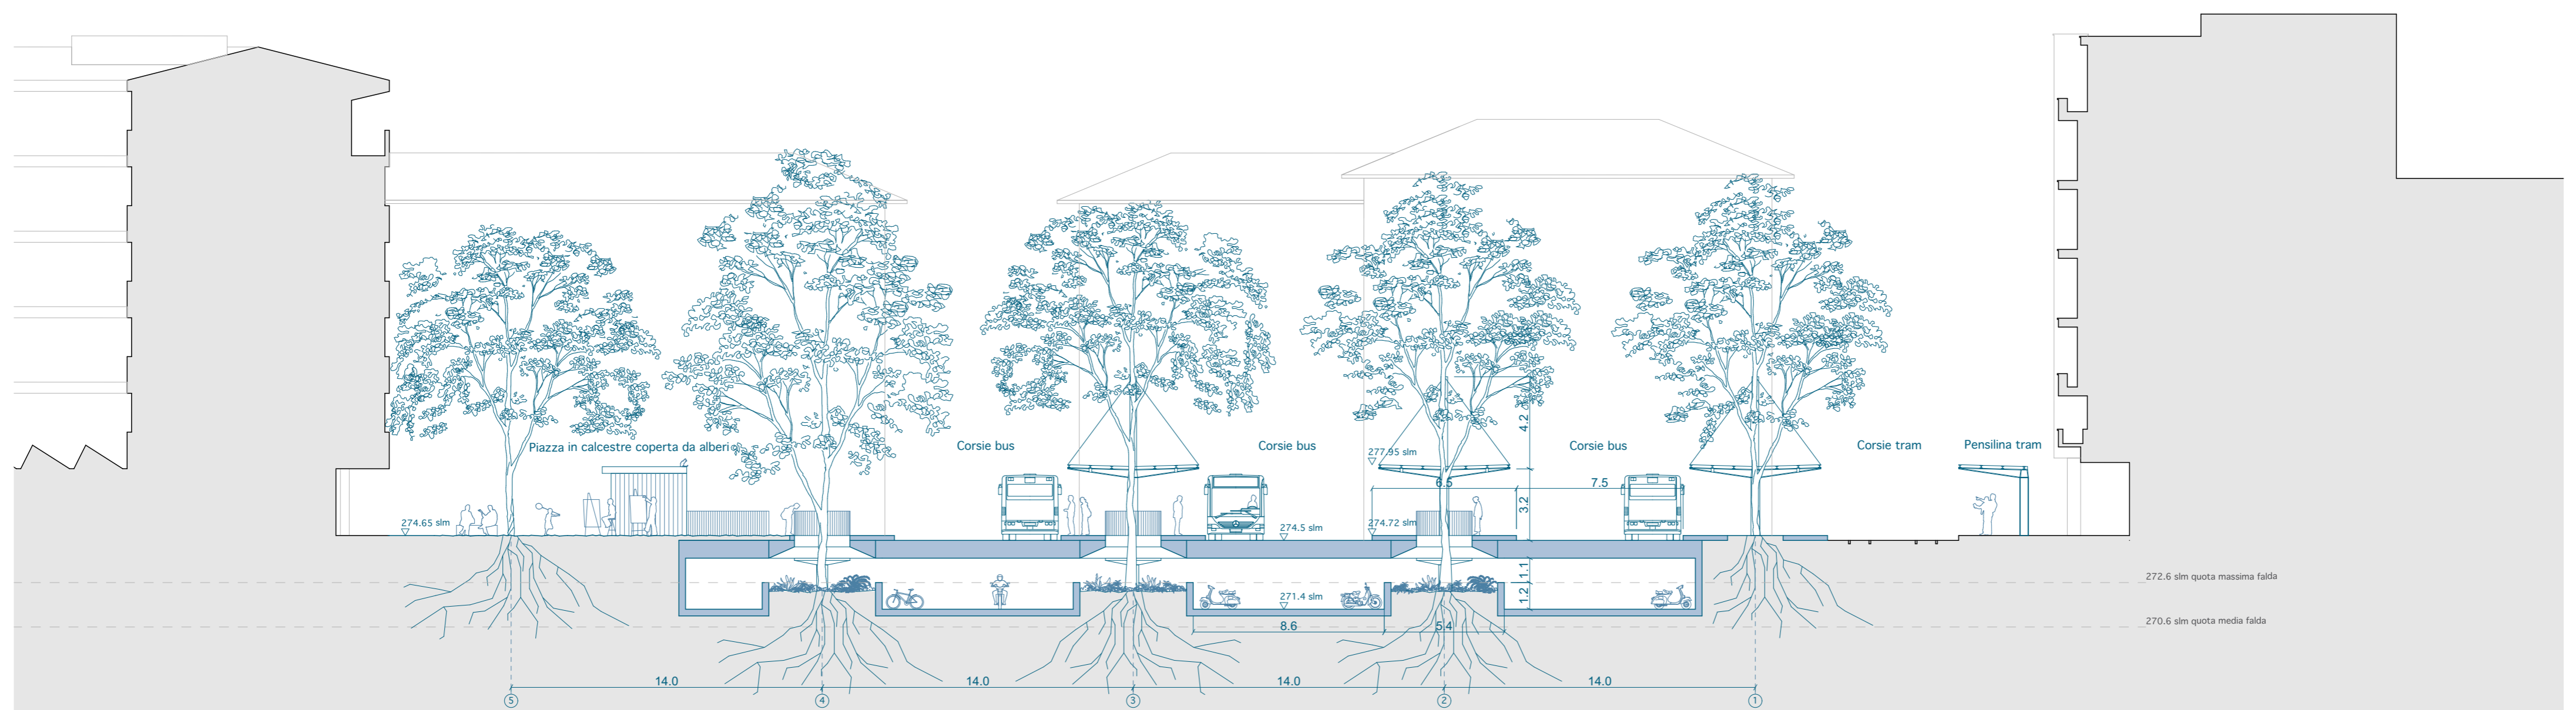 4.2
Piazza in calcestre coperta da alberi
Corsie bus
Corsie bus
Corsie bus
Corsie tram
Pensilina tram
277.95 slm
6.5
7.5
3.2
274.65 slm
274.5 slm
274.72 slm
1.1
272.6 slm quota massima falda
1.2
271.4 slm
8.6
5.4
270.6 slm quota media falda
14.0
14.0
14.0
14.0
5
4
3
2
1